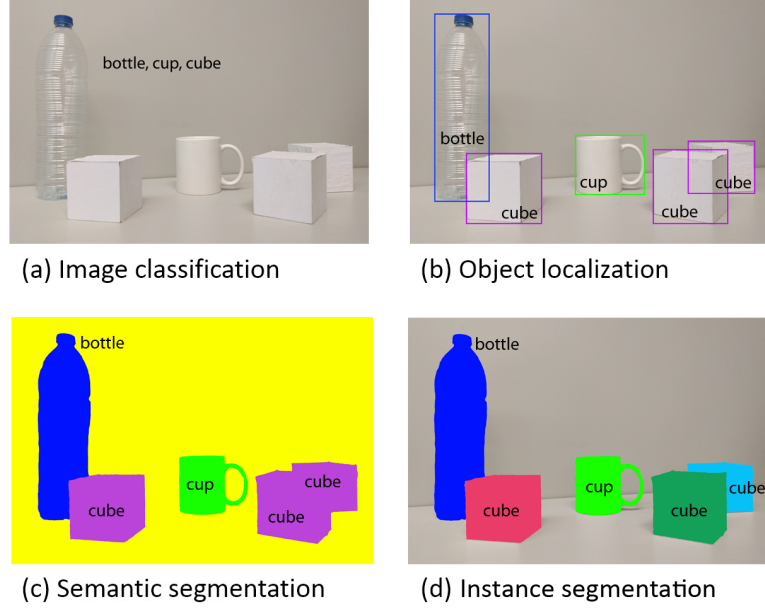 bottle, cup, cube
bottle
cup
cube
cube
cube
(a) Image classification
(b) Object localization
bottle
cup
cube
cube
cube
bottle
cup
cube
cube
cube
(c) Semantic segmentation
(d) Instance segmentation